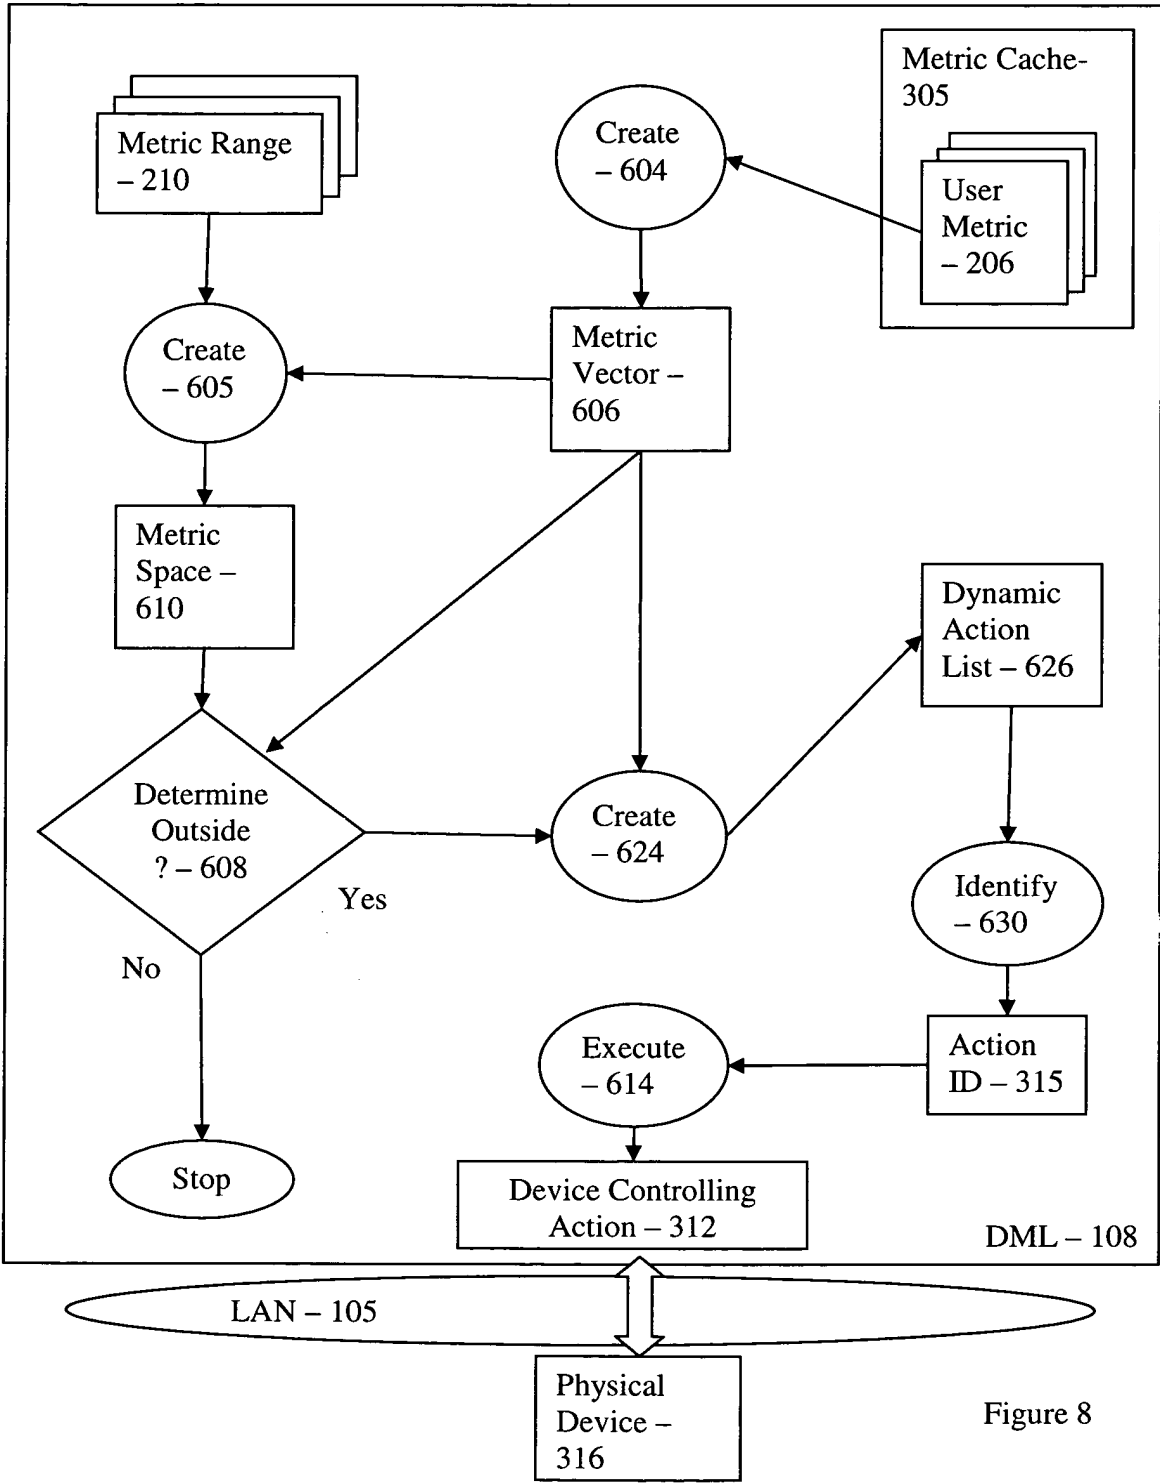 Metric Cache-
305
Metric Range
– 210
Create
– 604
User
Metric
– 206
Create
– 605
Metric
Vector –
606
Metric
Space –
610
Dynamic
Action
List – 626
Determine
Outside
? – 608
Create
– 624
Yes
Identify
– 630
No
Execute
– 614
Action
ID – 315
Stop
Device Controlling
Action – 312
DML – 108
LAN – 105
Physical
Device –
316
Figure 8